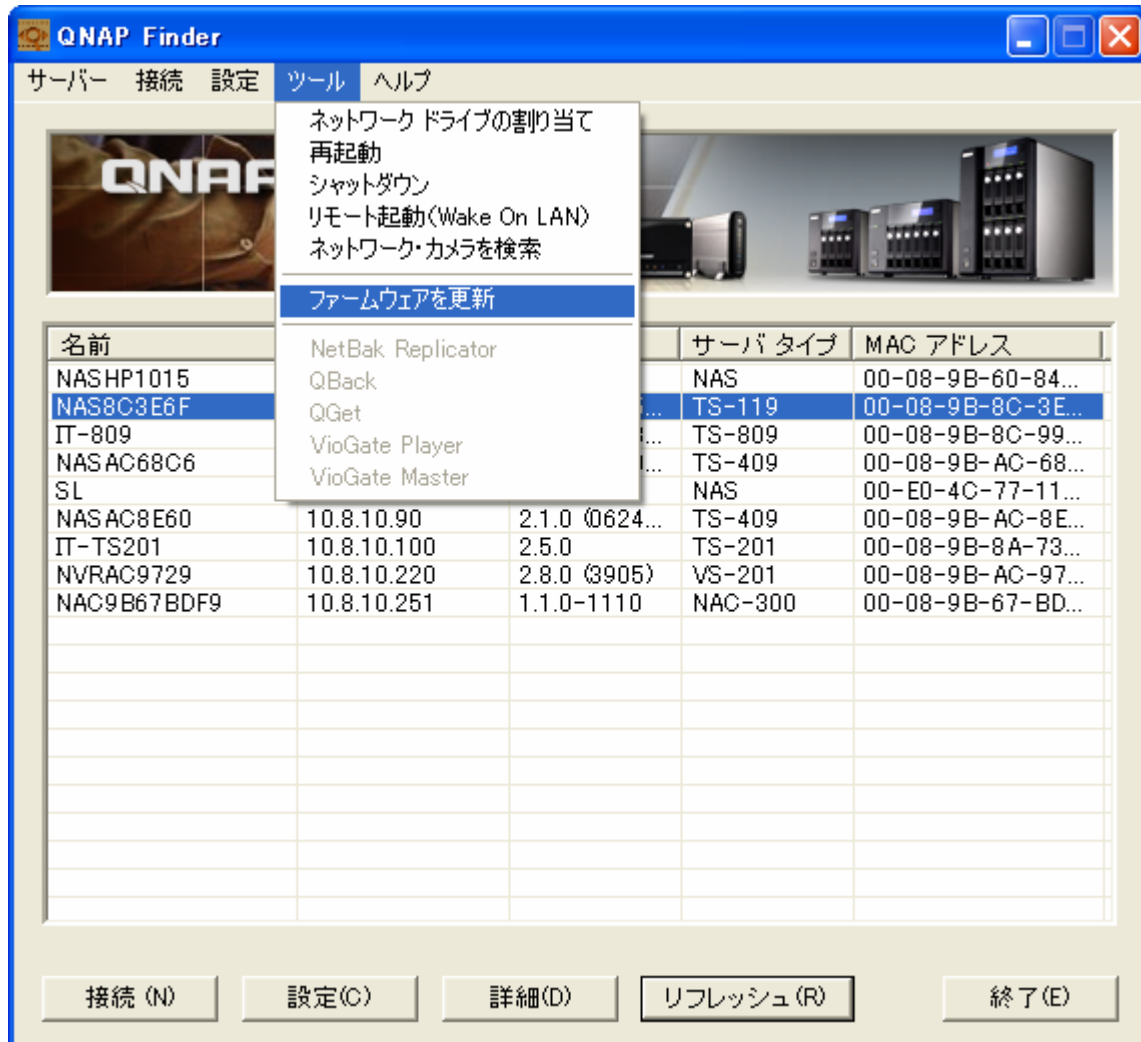 QNAP Finder
サーバー 接続 設定 ツール ヘルプ
ネットワーク ドライブの割り当て
再起動
シャットダウン
リモート起動(Wake On LAN)
ネットワーク・カメラを検索
ファームウェアを更新
NetBak Replicator
QBack
QGet
VioGate Player
VioGate Master
QNAP
名前 サーバ タイプ MAC アドレス
NASHP1015 NAS 00-08-9B-60-84...
NAS8C3E6F ... TS-119 00-08-9B-8C-3E...
IT-809 ... TS-809 00-08-9B-8C-99...
NASAC68C6 ... TS-409 00-08-9B-AC-68...
SL NAS 00-E0-4C-77-11...
NASAC8E60 10.8.10.90 2.1.0 (0624... TS-409 00-08-9B-AC-8E...
IT-TS201 10.8.10.100 2.5.0 TS-201 00-08-9B-8A-73...
NVRAC9729 10.8.10.220 2.8.0 (3905) VS-201 00-08-9B-AC-97...
NAC9B67BDF9 10.8.10.251 1.1.0-1110 NAC-300 00-08-9B-67-BD...
接続 (N) 設定(C) 詳細(D) リフレッシュ(R) 終了(E)